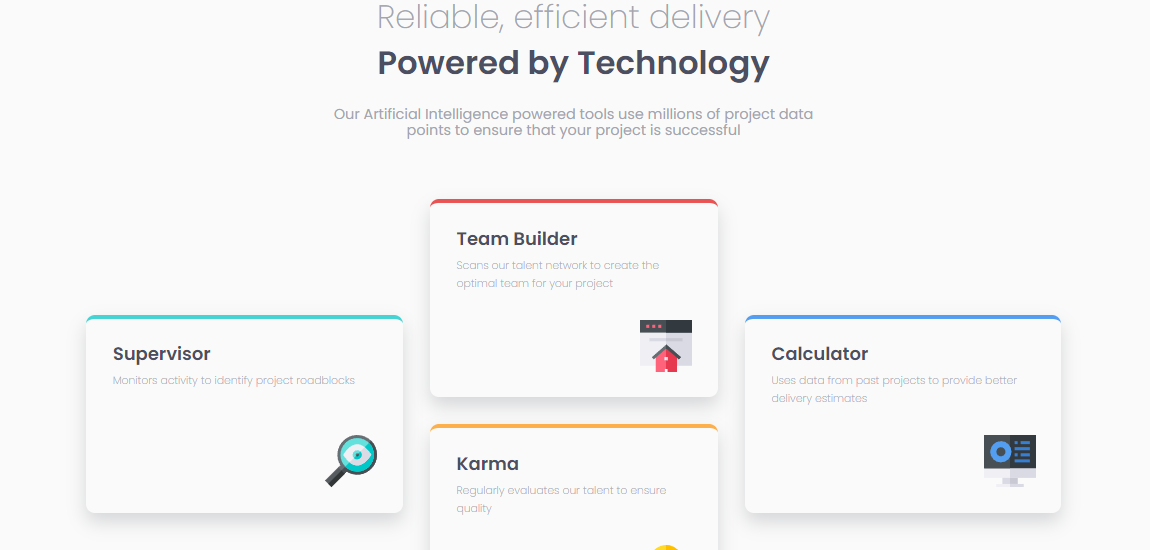 Reliable, efficient delivery
Powered by Technology
Our Artificial Intelligence powered tools use millions of project data
points to ensure that your project is successful
Team Builder
Scans our talent network to create the
optimal team for your project
Supervisor
Monitors activity to identify project roadblocks
Calculator
Uses data from past projects to provide better
delivery estimates
Karma
Regularly evaluates our talent to ensure
quality